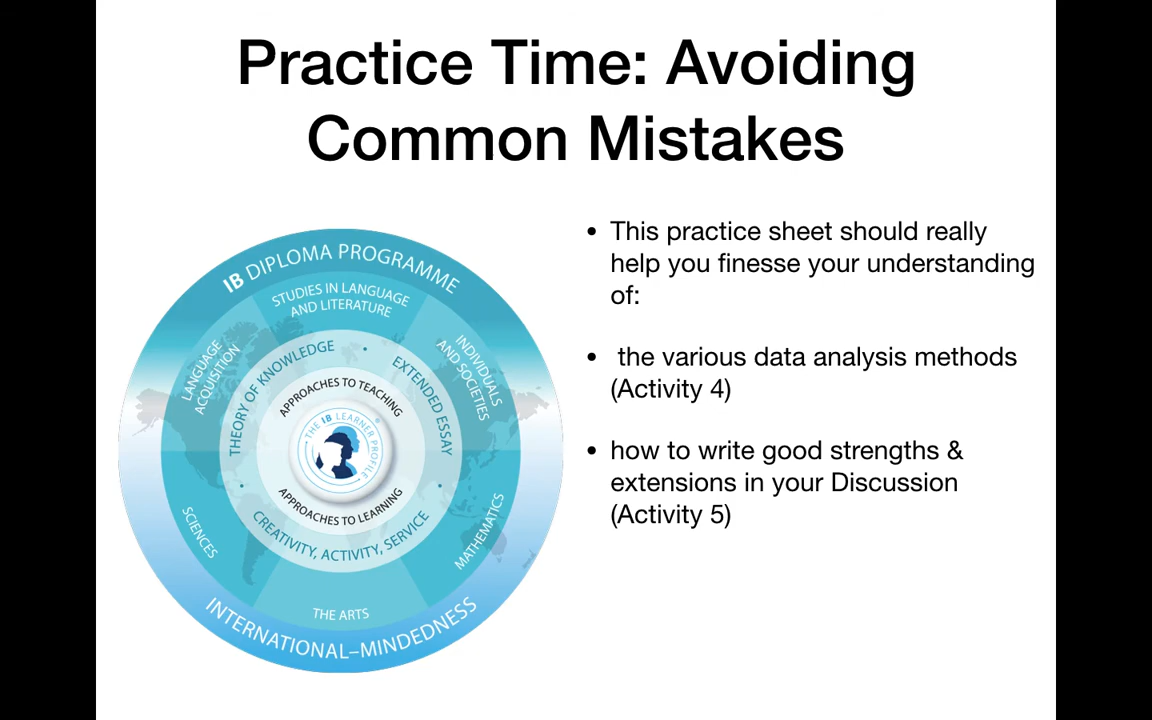 Practice Time: Avoiding
Common Mistakes
• This practice sheet should really
help you finesse your understanding
of:
• the various data analysis methods
(Activity 4)
• how to write good strengths &
extensions in your Discussion
(Activity 5)
IB DIPLOMA PROGRAMME
STUDIES IN LANGUAGE
AND LITERATURE
LANGUAGE
ACQUISITION
INDIVIDUALS
AND SOCIETIES
THEORY OF KNOWLEDGE
EXTENDED ESSAY
APPROACHES TO TEACHING
THE IB LEARNER PROFILE
APPROACHES TO LEARNING
CREATIVITY, ACTIVITY, SERVICE
SCIENCES
MATHEMATICS
THE ARTS
INTERNATIONAL–MINDEDNESS